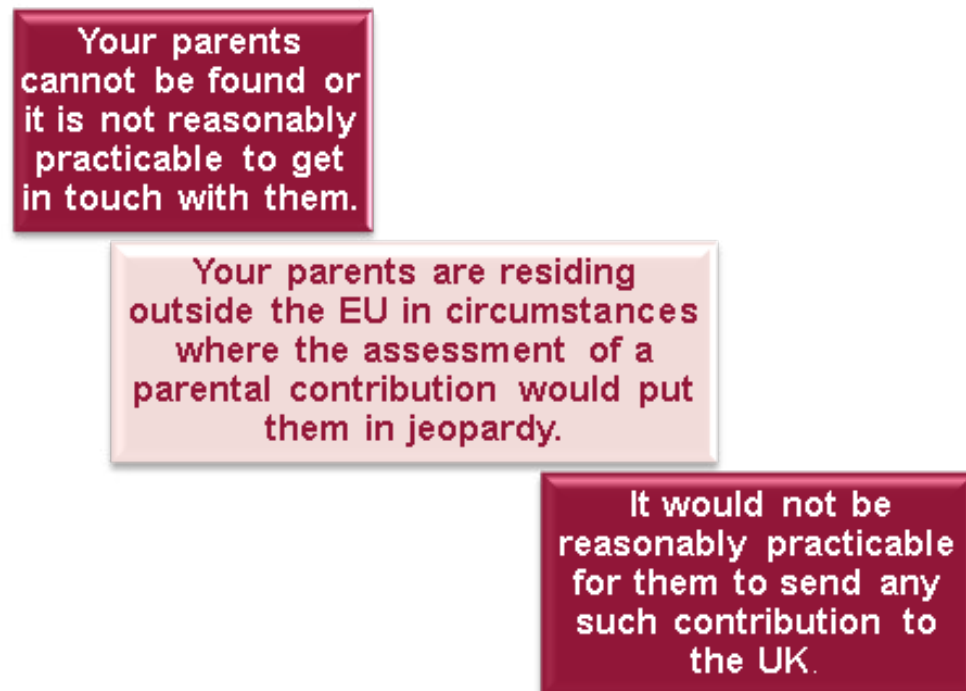 Your parents
cannot be found or
it is not reasonably
practicable to get
in touch with them.
Your parents are residing
outside the EU in circumstances
where the assessment of a
parental contribution would put
them in jeopardy.
It would not be
reasonably practicable
for them to send any
such contribution to
the UK.